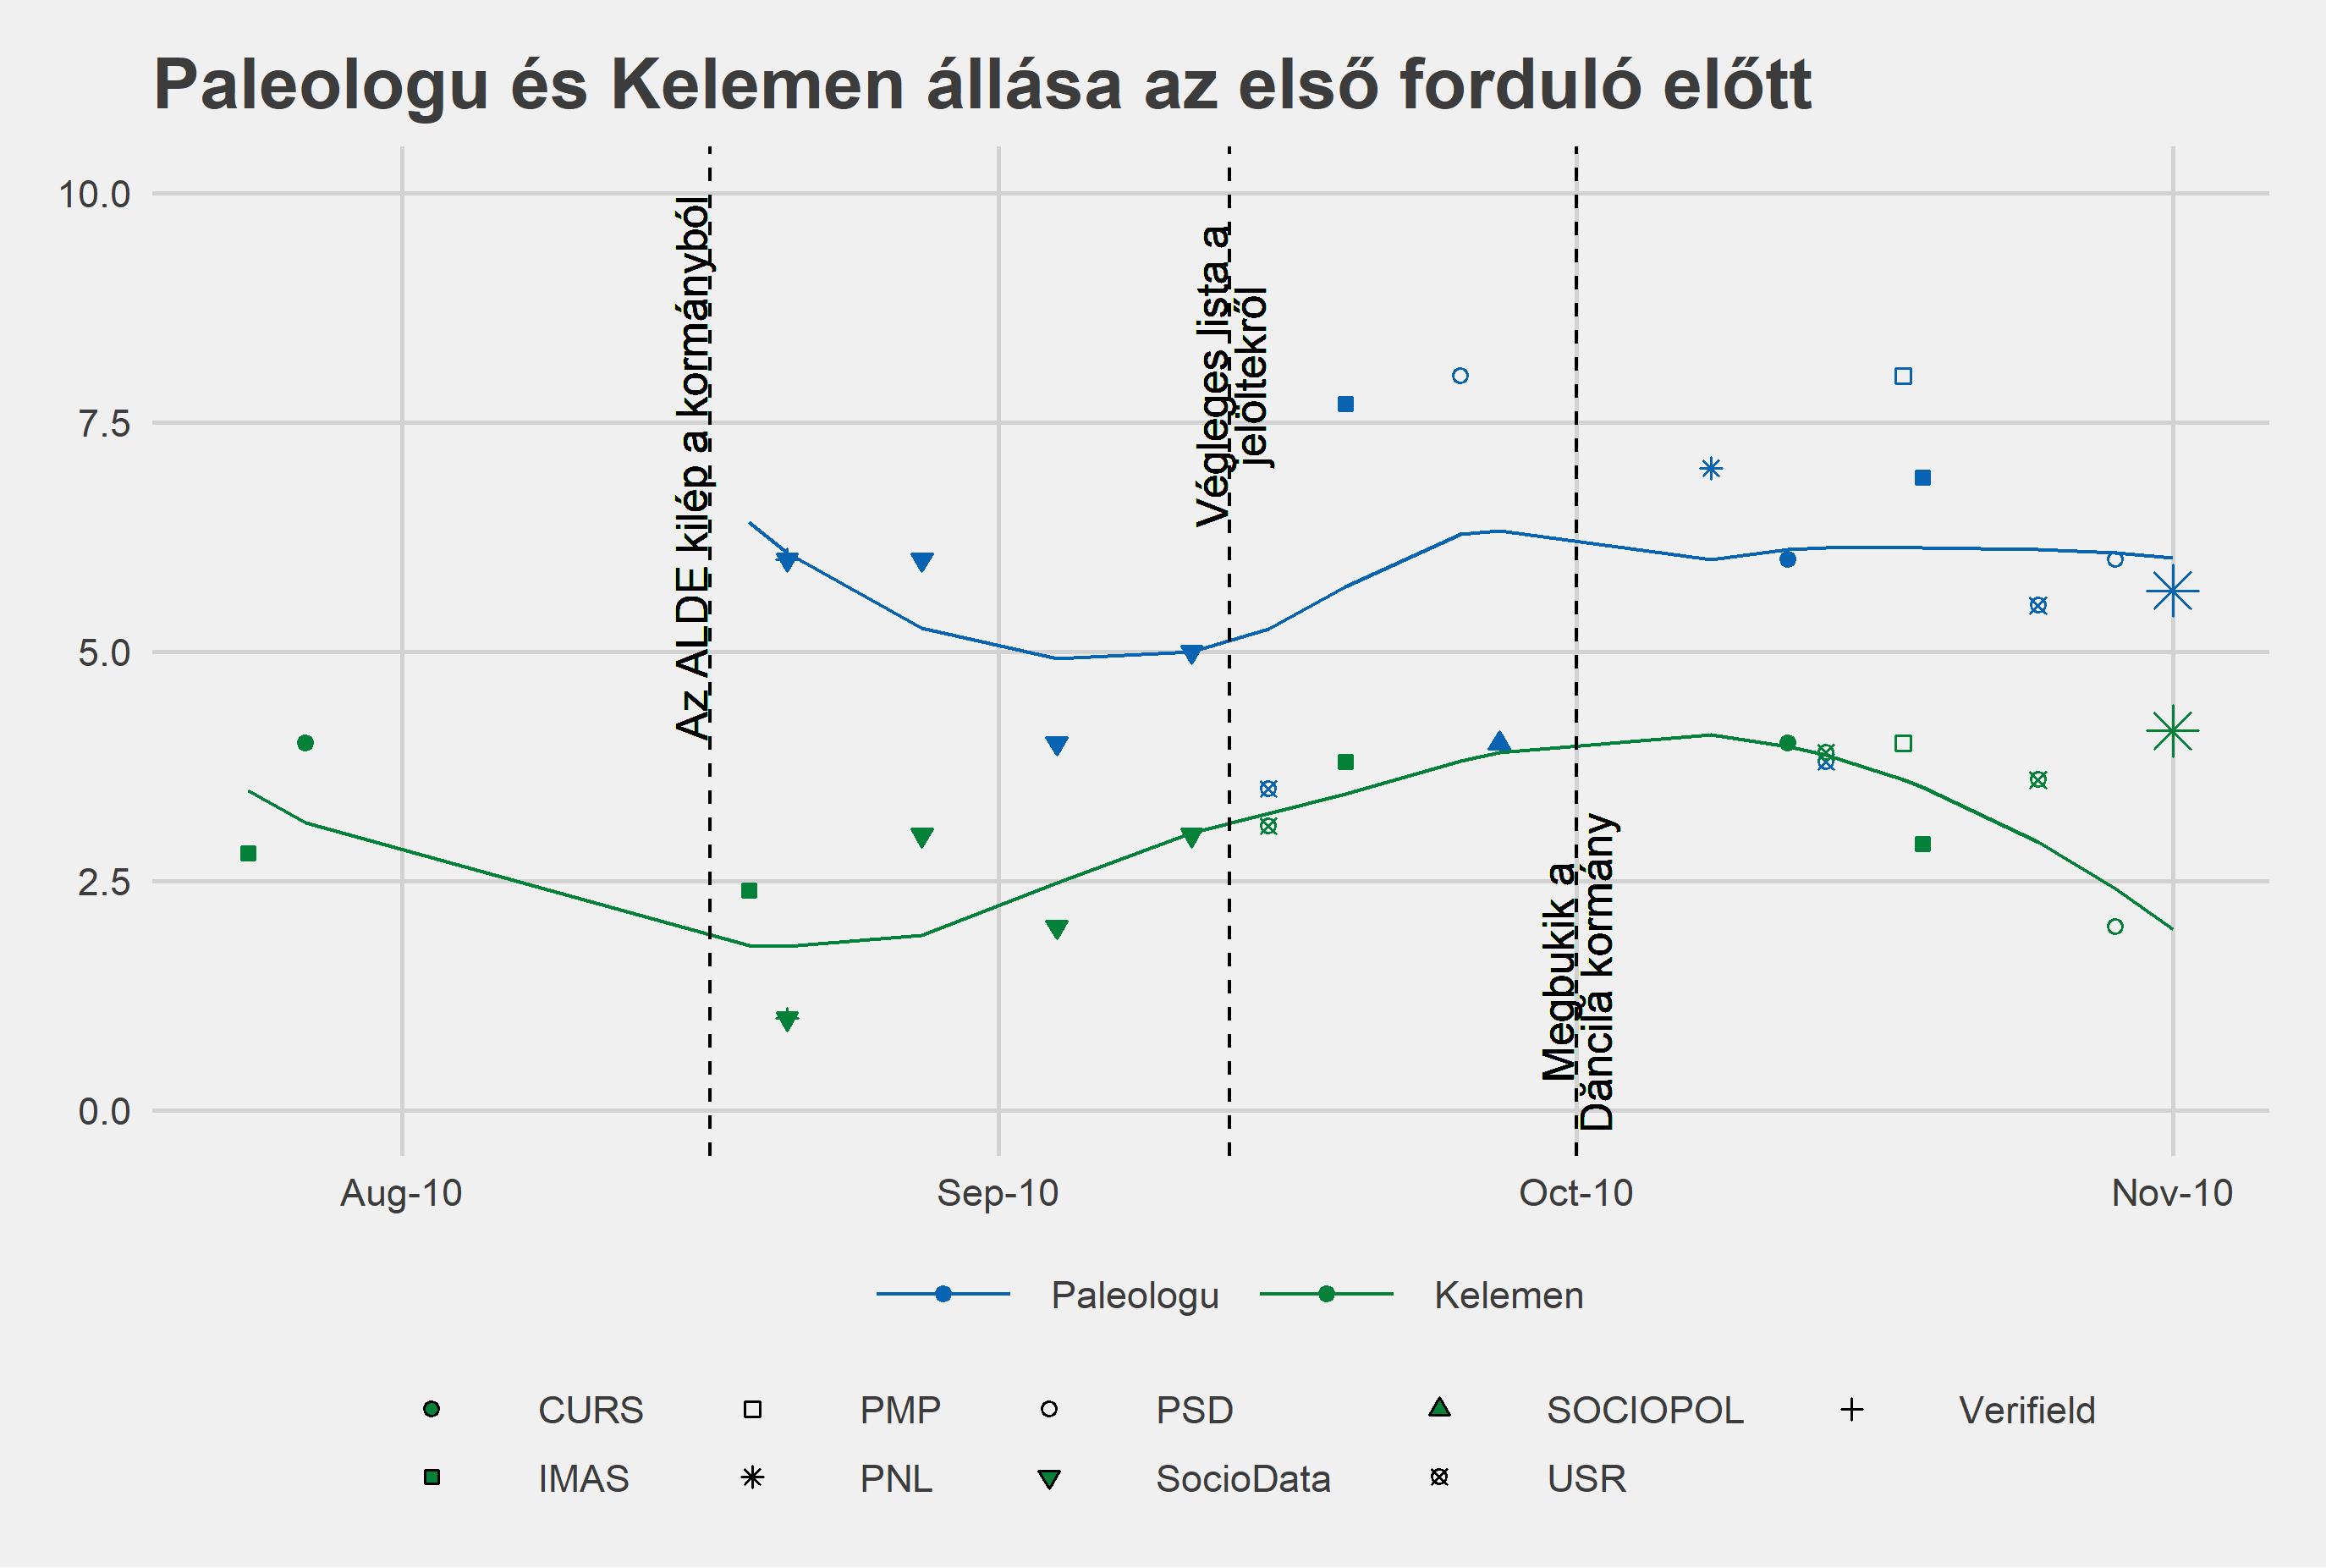 Paleologu és Kelemen állása az első forduló előtt
10.0
7.5
5.0
2.5
0.0
Az ALDE kilép a kormányból
Végleges lista a
jelöltekről
Megbukik a
Dăncilă kormány
Aug-10
Sep-10
Oct-10
Nov-10
Paleologu
Kelemen
CURS
PMP
PSD
SOCIOPOL
Verifield
IMAS
PNL
SocioData
USR